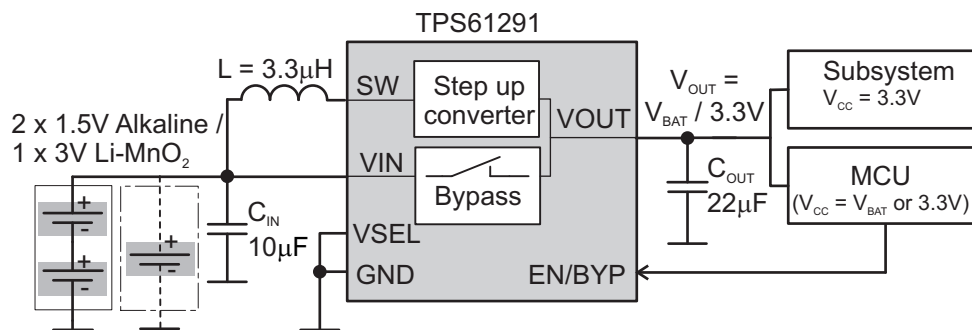 TPS61291
L = 3.3µH
SW
Step up
converter
VOUT
V_OUT =
V_BAT / 3.3V
Subsystem
V_CC = 3.3V
2 x 1.5V Alkaline /
1 x 3V Li-MnO₂
VIN
Bypass
C_IN
10µF
C_OUT
22µF
MCU
(V_CC = V_BAT or 3.3V)
VSEL
GND
EN/BYP
+
-
+
-
+
-